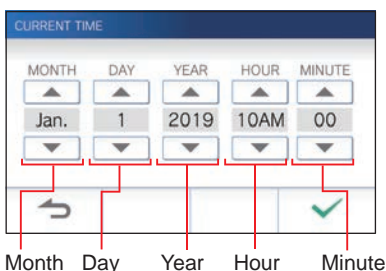 CURRENT TIME
MONTH DAY YEAR HOUR MINUTE
Jan. 1 2019 10AM 00
Month Day Year Hour Minute